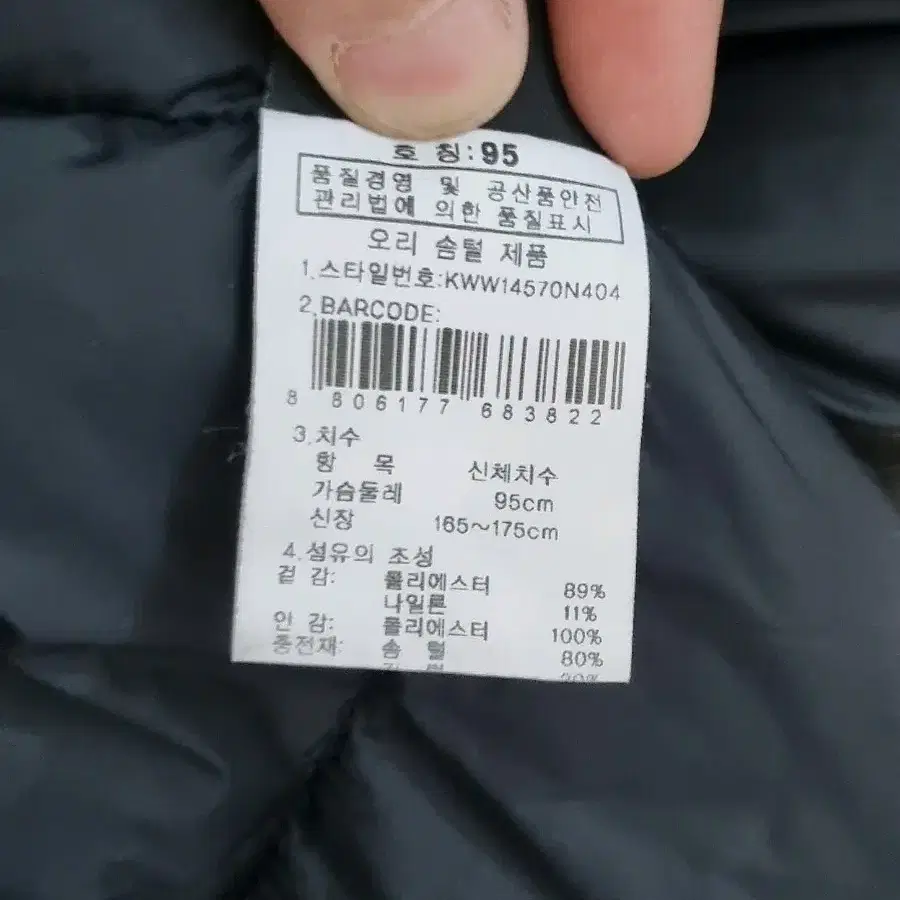 호 칭:95
품질경영 및 공산품안전
관리법에 의한 품질표시
오리 솜털 제품
1.스타일번호:KWW14570N404
2.BARCODE:
8 806177 683822
3.치수
항 목 신체치수
가슴둘레 95cm
신장 165~175cm
4.섬유의 조성
겉 감: 폴리에스터 89%
나일론 11%
안 감: 폴리에스터 100%
충전재: 솜 털 80%